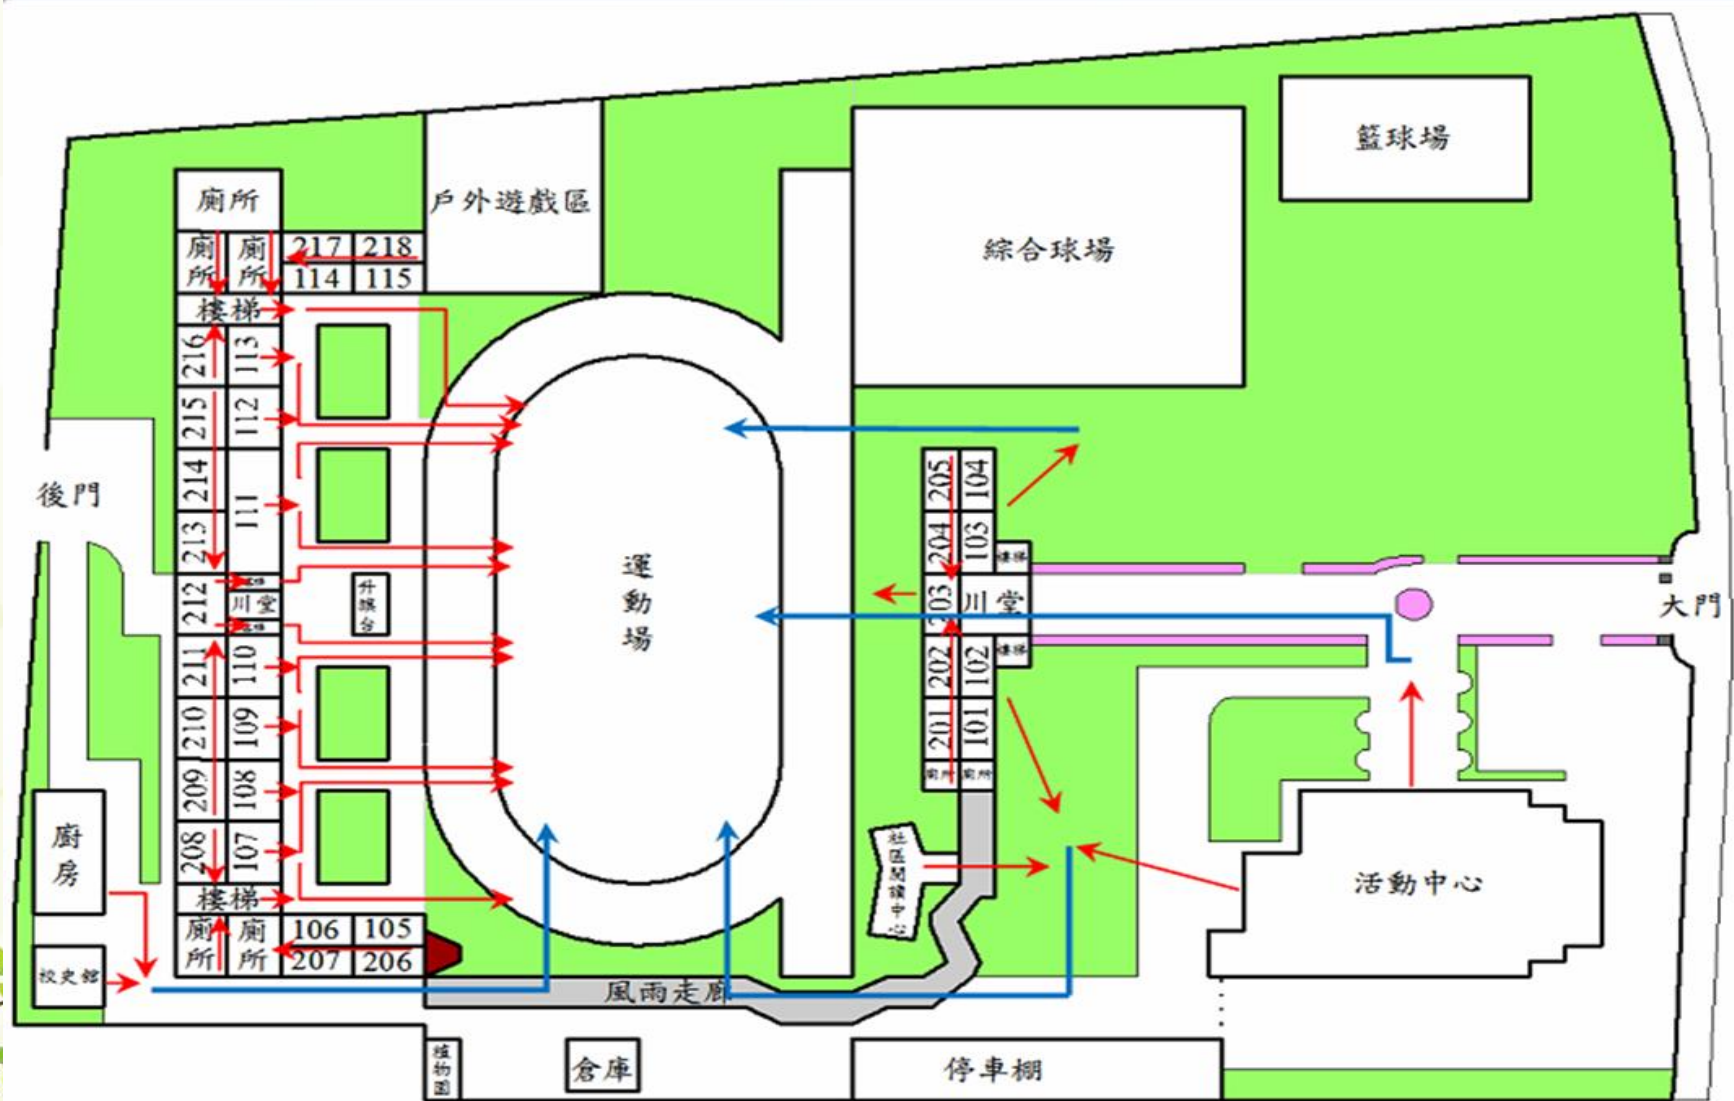 籃球場
戶外遊戲區
綜合球場
廁所
廁所
廁所
217 218
114 115
樓梯
216 113
215 112
214
111
213
樓梯
212
川堂
樓梯
211 110
210 109
209 108
208 107
樓梯
廁所
廁所
106 105
207 206
升旗台
運動場
後門
205 104
204 103
樓梯
203
川堂
樓梯
202 102
201 101
廁所
廁所
大門
廚房
校史館
社區閱讀中心
活動中心
風雨走廊
植物園
倉庫
停車棚